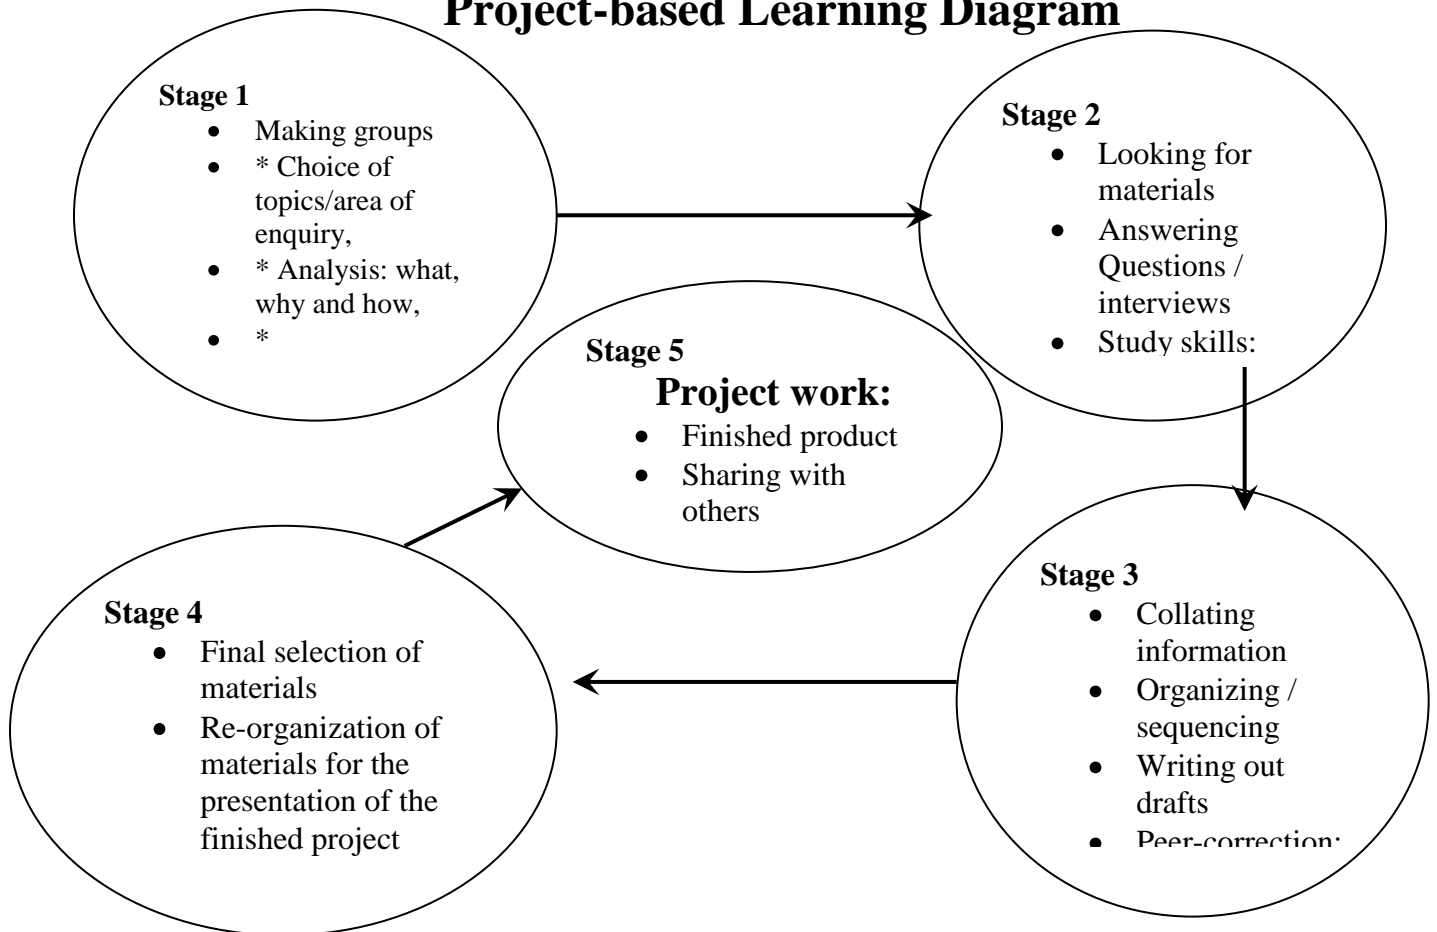 Project-based Learning Diagram
Stage 1
• Making groups
• * Choice of
topics/area of
enquiry,
• * Analysis: what,
why and how,
• *
Stage 2
• Looking for
materials
• Answering
Questions /
interviews
• Study skills:
Stage 5
Project work:
• Finished product
• Sharing with
others
Stage 3
• Collating
information
• Organizing /
sequencing
• Writing out
drafts
• Peer-correction:
Stage 4
• Final selection of
materials
• Re-organization of
materials for the
presentation of the
finished project